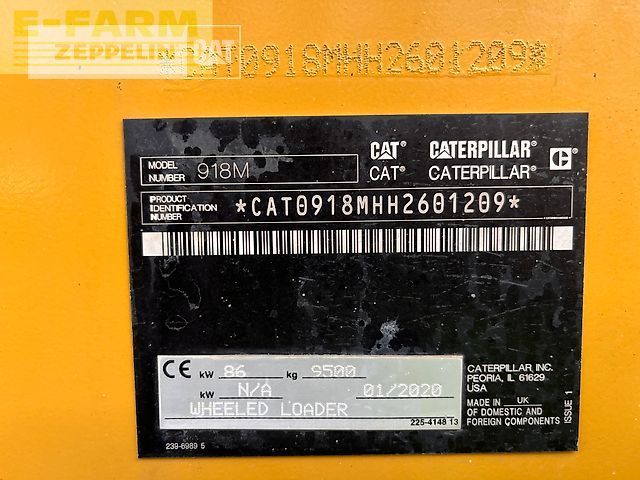 E-FARM
ZEPPELIN CAT
*CAT0918MHH2601209*
MODEL NUMBER 918M
CAT® CATERPILLAR® C
CAT® CATERPILLAR®
PRODUCT IDENTIFICATION NUMBER *CAT0918MHH2601209*
CE kW 86 kg 9500
kW N/A 01/2020
WHEELED LOADER
225-4148 13
CATERPILLAR, INC.
PEORIA, IL 61629
USA
MADE IN UK
OF DOMESTIC AND
FOREIGN COMPONENTS
ISSUE 1
239-6989 5